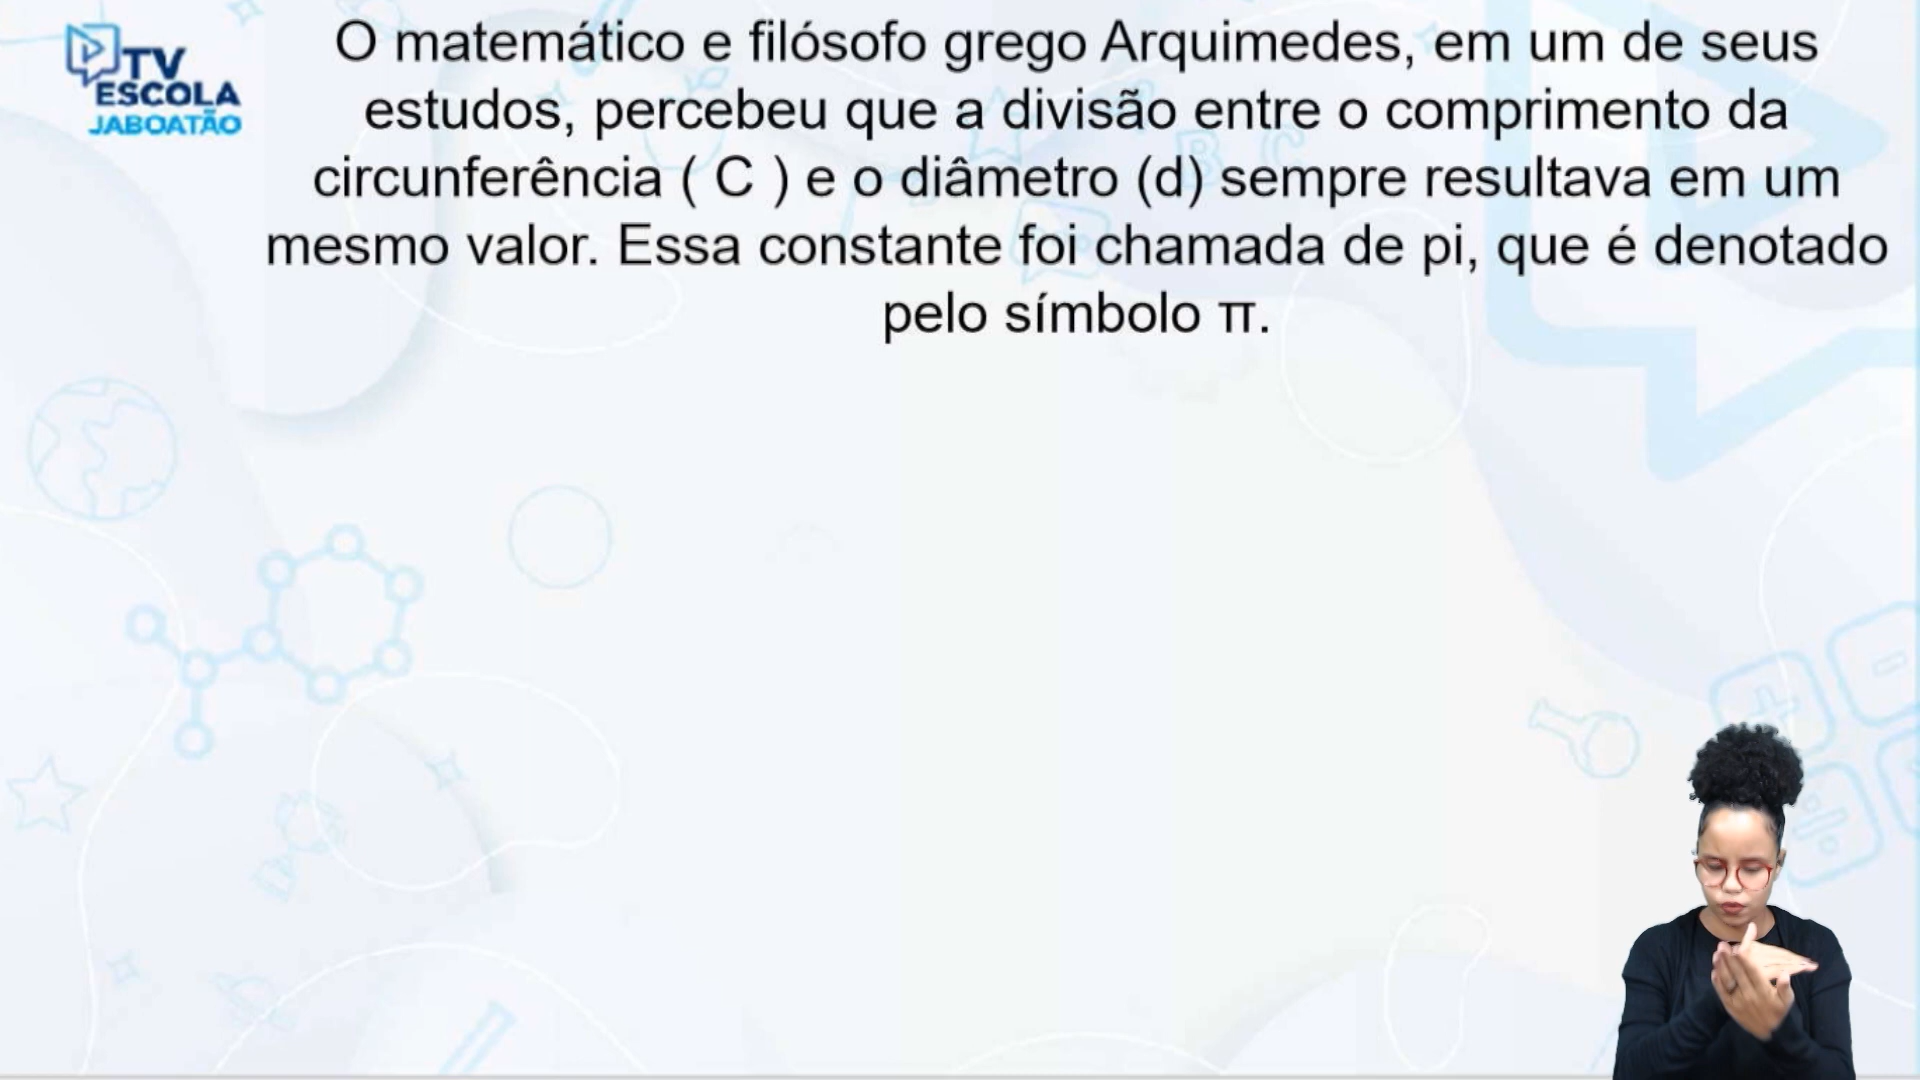 TV
ESCOLA
JABOATÃO
O matemático e filósofo grego Arquimedes, em um de seus
estudos, percebeu que a divisão entre o comprimento da
circunferência ( C ) e o diâmetro (d) sempre resultava em um
mesmo valor. Essa constante foi chamada de pi, que é denotado
pelo símbolo π.